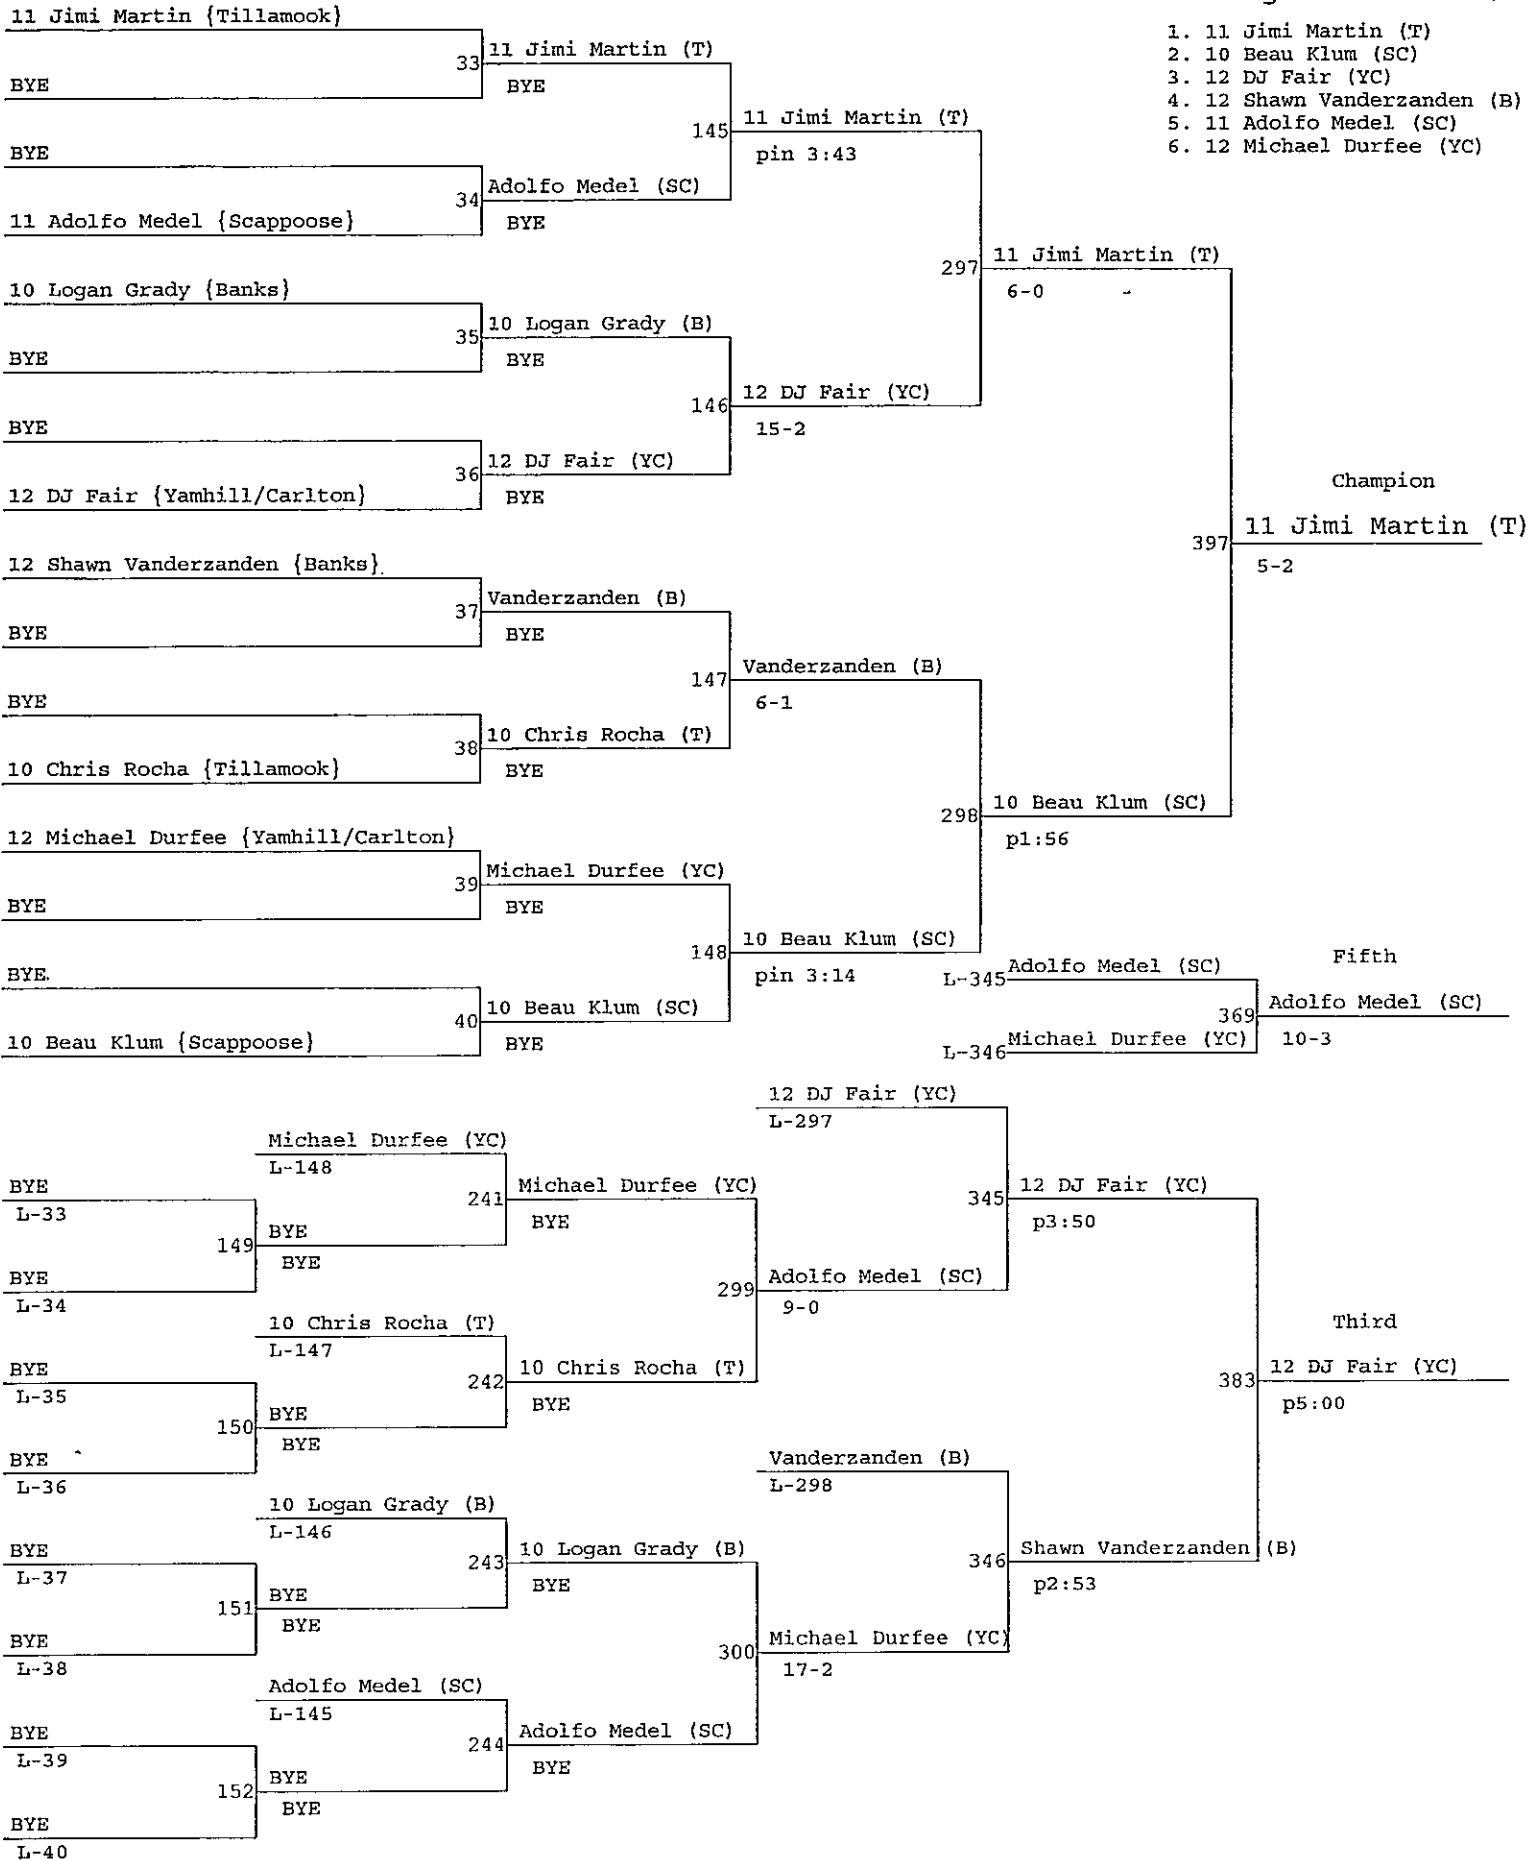 11 Jimi Martin {Tillamook}
33
11 Jimi Martin (T)
BYE
BYE
145
11 Jimi Martin (T)
pin 3:43
BYE
34
Adolfo Medel (SC)
BYE
11 Adolfo Medel {Scappoose}
297
11 Jimi Martin (T)
6-0
10 Logan Grady {Banks}
35
10 Logan Grady (B)
BYE
BYE
146
12 DJ Fair (YC)
15-2
BYE
36
12 DJ Fair (YC)
BYE
12 DJ Fair {Yamhill/Carlton}
1. 11 Jimi Martin (T)
2. 10 Beau Klum (SC)
3. 12 DJ Fair (YC)
4. 12 Shawn Vanderzanden (B)
5. 11 Adolfo Medel (SC)
6. 12 Michael Durfee (YC)
Champion
397
11 Jimi Martin (T)
5-2
12 Shawn Vanderzanden {Banks}
37
Vanderzanden (B)
BYE
BYE
147
Vanderzanden (B)
6-1
BYE
38
10 Chris Rocha (T)
BYE
10 Chris Rocha {Tillamook}
298
10 Beau Klum (SC)
p1:56
12 Michael Durfee {Yamhill/Carlton}
39
Michael Durfee (YC)
BYE
BYE
148
10 Beau Klum (SC)
pin 3:14
BYE
40
10 Beau Klum (SC)
BYE
10 Beau Klum {Scappoose}
Fifth
L-345
Adolfo Medel (SC)
369
Adolfo Medel (SC)
10-3
L-346
Michael Durfee (YC)
12 DJ Fair (YC)
L-297
Michael Durfee (YC)
L-148
BYE
L-33
241
Michael Durfee (YC)
BYE
345
12 DJ Fair (YC)
p3:50
149
BYE
BYE
BYE
L-34
299
Adolfo Medel (SC)
9-0
10 Chris Rocha (T)
L-147
Third
BYE
L-35
242
10 Chris Rocha (T)
BYE
383
12 DJ Fair (YC)
p5:00
150
BYE
BYE
BYE
L-36
Vanderzanden (B)
L-298
10 Logan Grady (B)
L-146
BYE
L-37
243
10 Logan Grady (B)
BYE
346
Shawn Vanderzanden (B)
p2:53
151
BYE
BYE
BYE
L-38
300
Michael Durfee (YC)
17-2
Adolfo Medel (SC)
L-145
BYE
L-39
244
Adolfo Medel (SC)
BYE
152
BYE
BYE
BYE
L-40